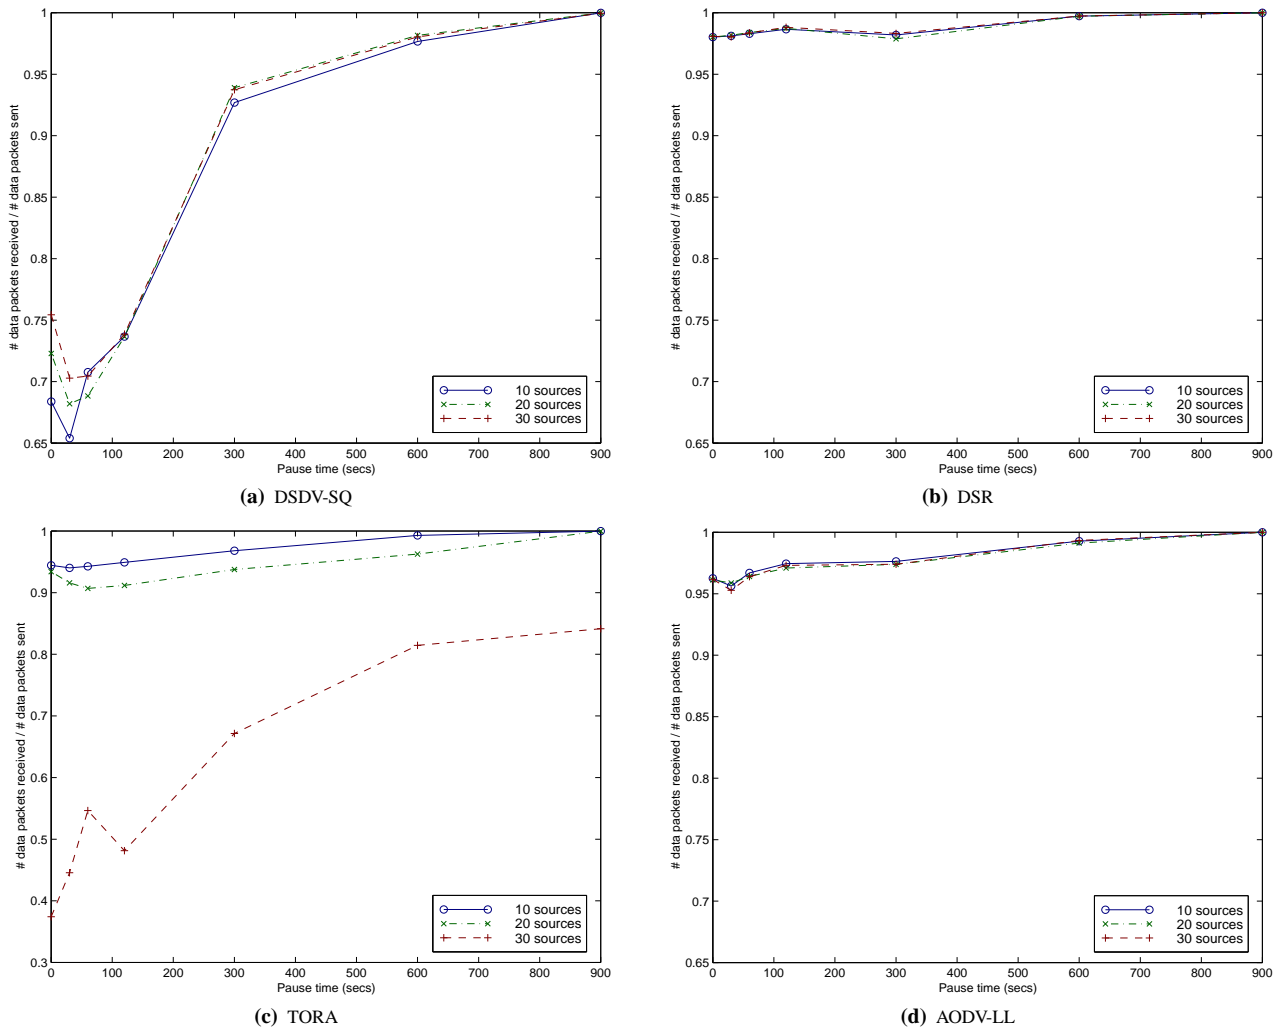 # data packets received / # data packets sent
1
0.95
0.9
0.85
0.8
0.75
0.7
0.65
0 100 200 300 400 500 600 700 800 900
Pause time (secs)
10 sources
20 sources
30 sources
(a) DSDV-SQ
# data packets received / # data packets sent
1
0.95
0.9
0.85
0.8
0.75
0.7
0.65
0 100 200 300 400 500 600 700 800 900
Pause time (secs)
10 sources
20 sources
30 sources
(b) DSR
# data packets received / # data packets sent
1
0.9
0.8
0.7
0.6
0.5
0.4
0.3
0 100 200 300 400 500 600 700 800 900
Pause time (secs)
10 sources
20 sources
30 sources
(c) TORA
# data packets received / # data packets sent
1
0.95
0.9
0.85
0.8
0.75
0.7
0.65
0 100 200 300 400 500 600 700 800 900
Pause time (secs)
10 sources
20 sources
30 sources
(d) AODV-LL